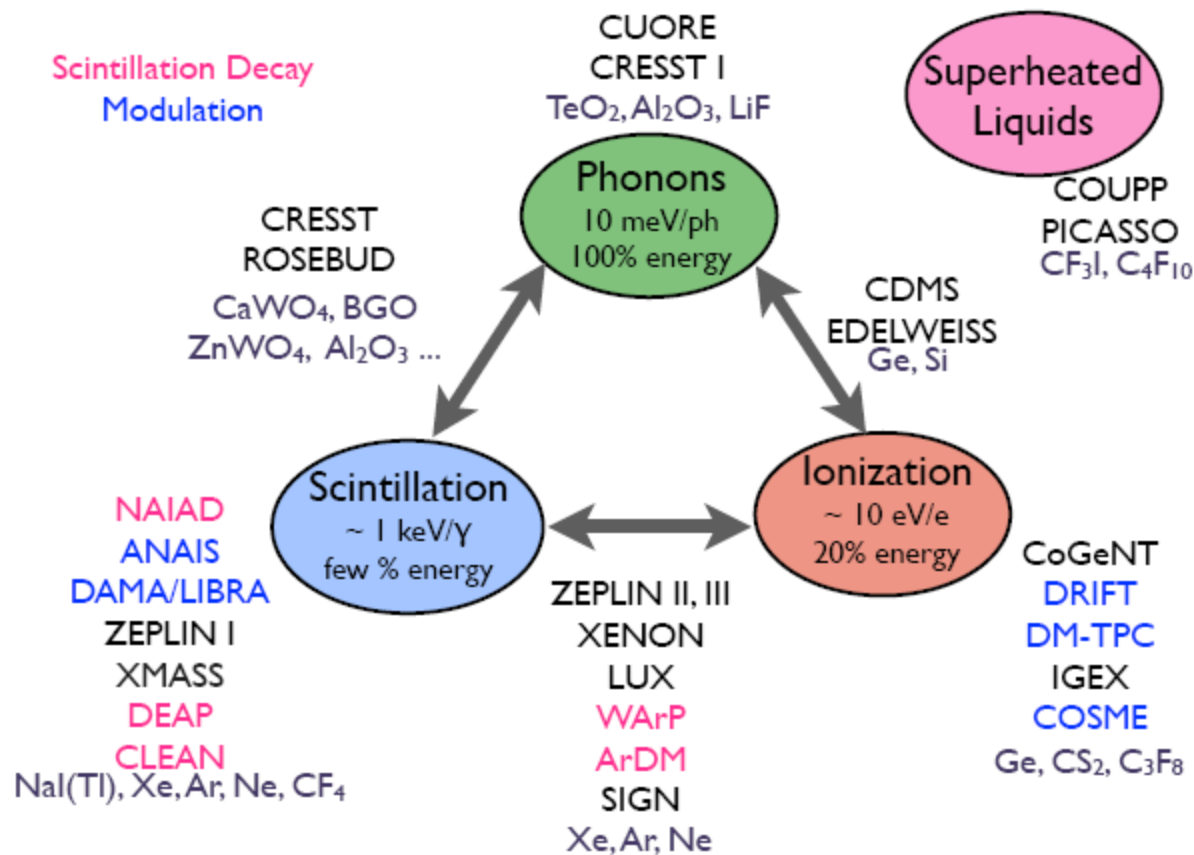 Scintillation Decay
Modulation
CUORE
CRESST I
TeO₂, Al₂O₃, LiF
Superheated
Liquids
COUPP
PICASSO
CF₃I, C₄F₁₀
Phonons
10 meV/ph
100% energy
CRESST
ROSEBUD
CaWO₄, BGO
ZnWO₄, Al₂O₃ ...
CDMS
EDELWEISS
Ge, Si
Scintillation
~ 1 keV/γ
few % energy
Ionization
~ 10 eV/e
20% energy
NAIAD
ANAIS
DAMA/LIBRA
ZEPLIN I
XMASS
DEAP
CLEAN
NaI(Tl), Xe, Ar, Ne, CF₄
ZEPLIN II, III
XENON
LUX
WArP
ArDM
SIGN
Xe, Ar, Ne
CoGeNT
DRIFT
DM-TPC
IGEX
COSME
Ge, CS₂, C₃F₈